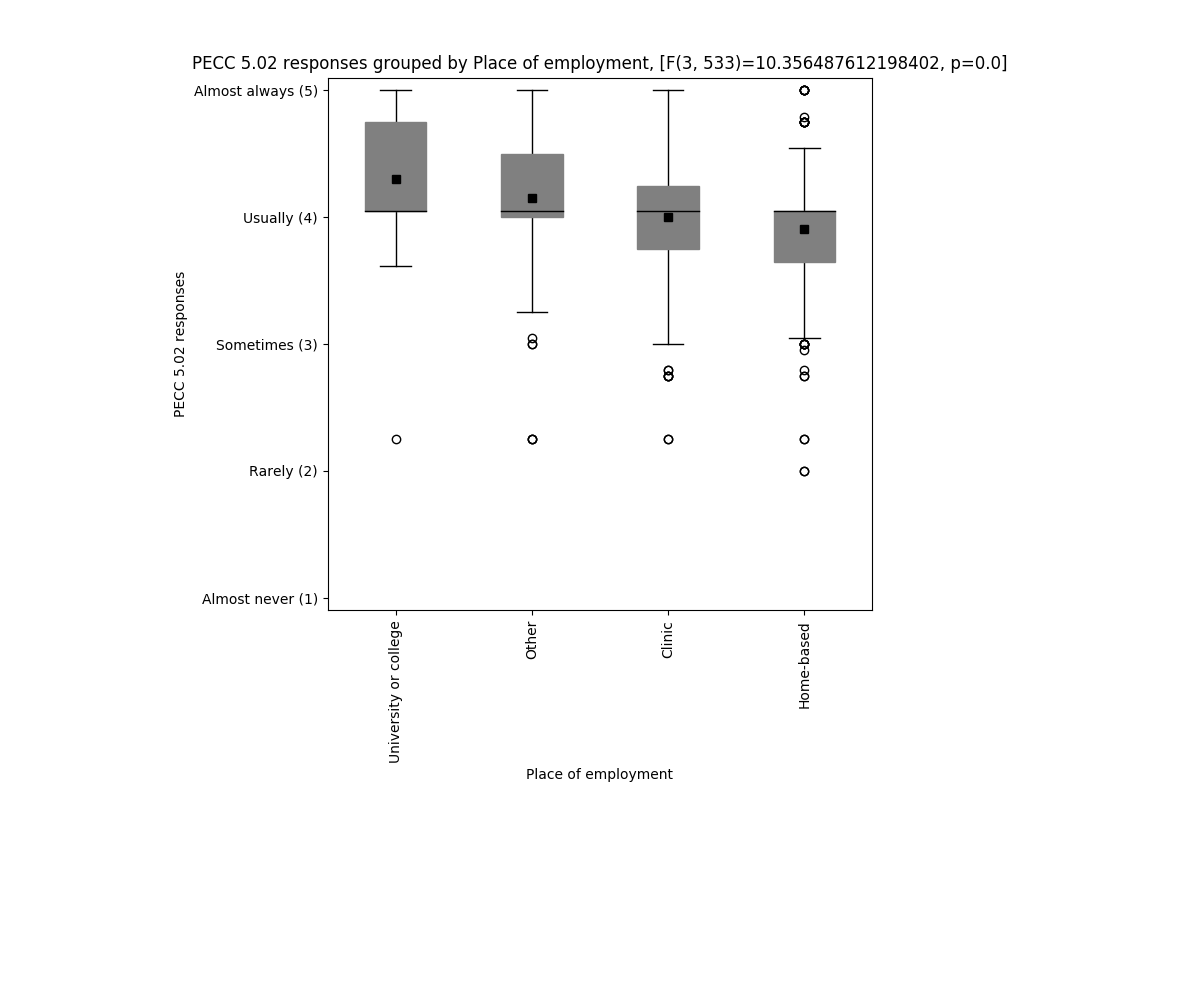 PECC 5.02 responses grouped by Place of employment, [F(3, 533)=10.356487612198402, p=0.0]
Almost always (5)
Usually (4)
Sometimes (3)
Rarely (2)
Almost never (1)
PECC 5.02 responses
University or college
Other
Clinic
Home-based
Place of employment